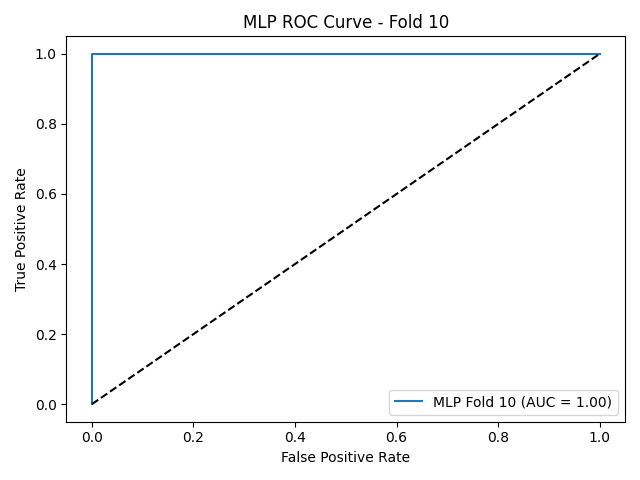 MLP ROC Curve - Fold 10
True Positive Rate
1.0
0.8
0.6
0.4
0.2
0.0
MLP Fold 10 (AUC = 1.00)
0.0 0.2 0.4 0.6 0.8 1.0
False Positive Rate